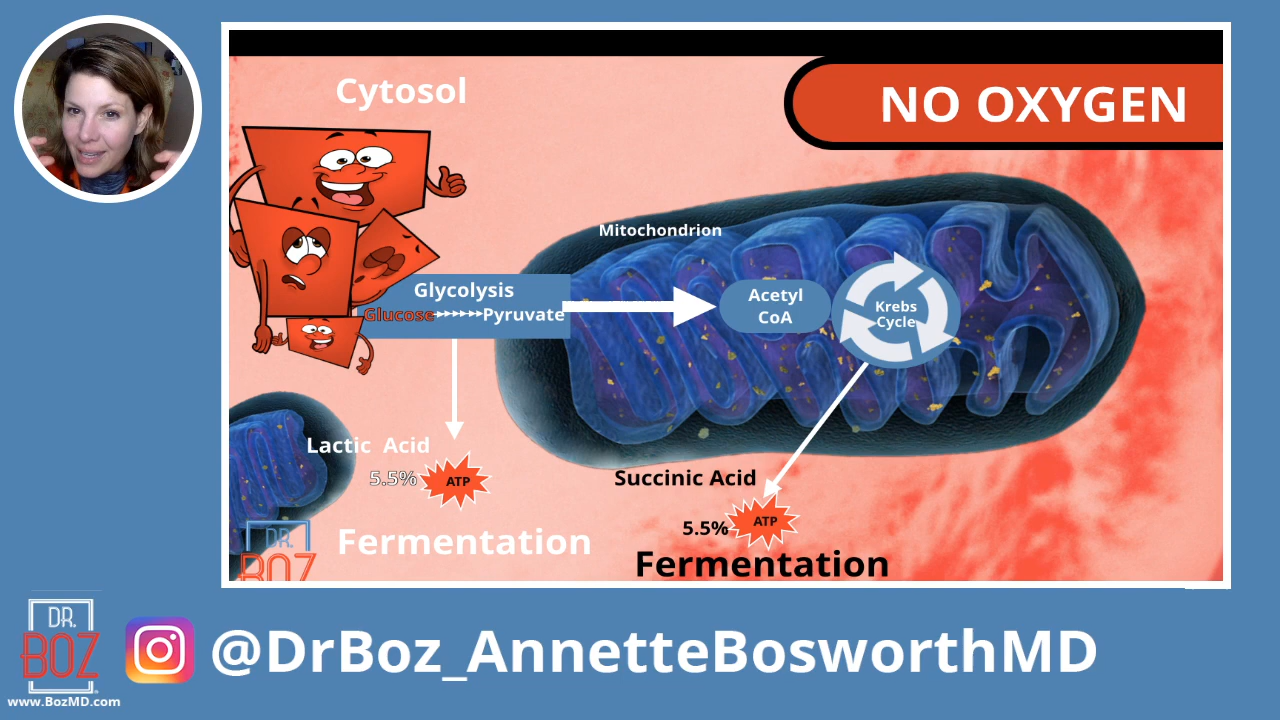 Cytosol
NO OXYGEN
Mitochondrion
Glycolysis
Glucose Pyruvate
Acetyl
CoA
Krebs
Cycle
Lactic Acid
5.5% ATP
Fermentation
Succinic Acid
5.5% ATP
Fermentation
DR.
BOZ
DR.
BOZ
www.BozMD.com
@DrBoz_AnnetteBosworthMD